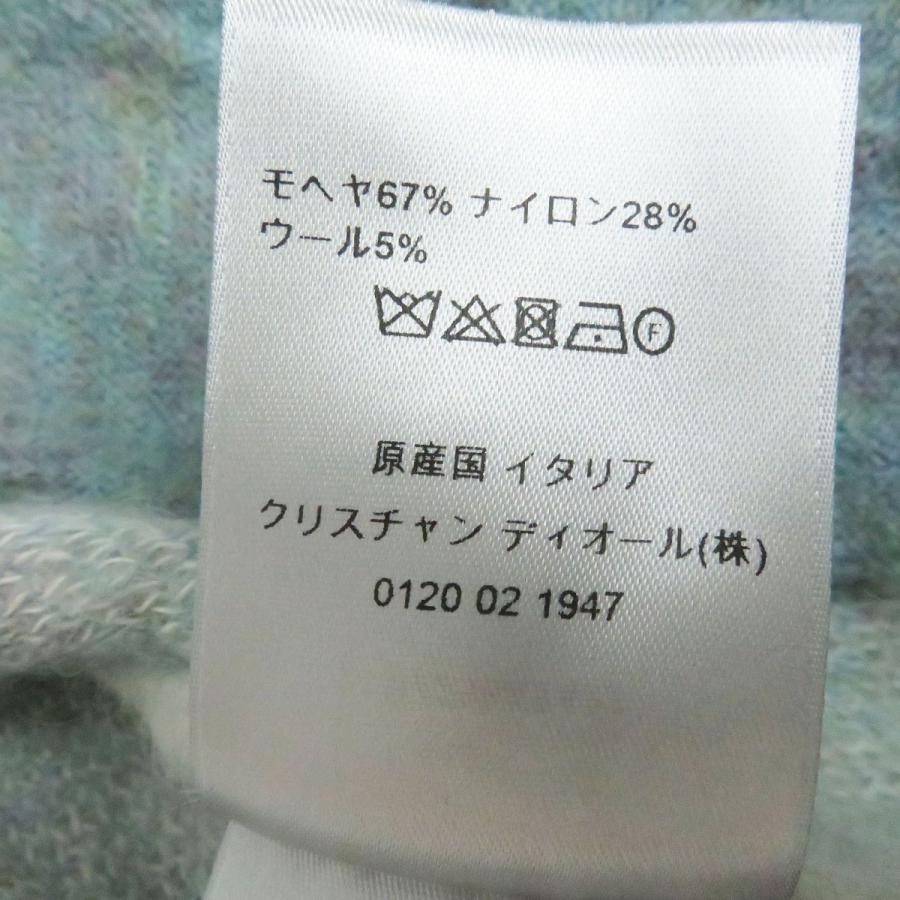 モヘヤ67% ナイロン28%
ウール5%
F
原産国 イタリア
クリスチャン ディオール(株)
0120 02 1947